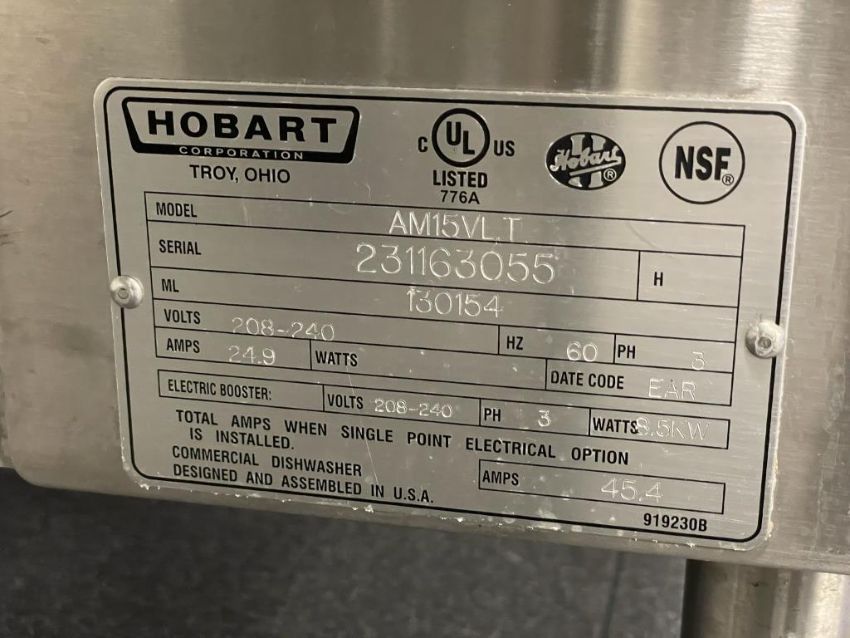 HOBART
CORPORATION
TROY, OHIO
C UL US
LISTED
776A
Hobart ®
NSF®
MODEL AM15VL.T
SERIAL 231163055 H
ML 130154
VOLTS 208-240 HZ 60 PH 3
AMPS 24.9 WATTS DATE CODE EAR
ELECTRIC BOOSTER: VOLTS 208-240 PH 3 WATTS 8.5KW
TOTAL AMPS WHEN SINGLE POINT ELECTRICAL OPTION
IS INSTALLED.
COMMERCIAL DISHWASHER
DESIGNED AND ASSEMBLED IN U.S.A.
AMPS 45.4
919230B